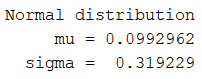 Normal distribution
mu = 0.0992962
sigma = 0.319229